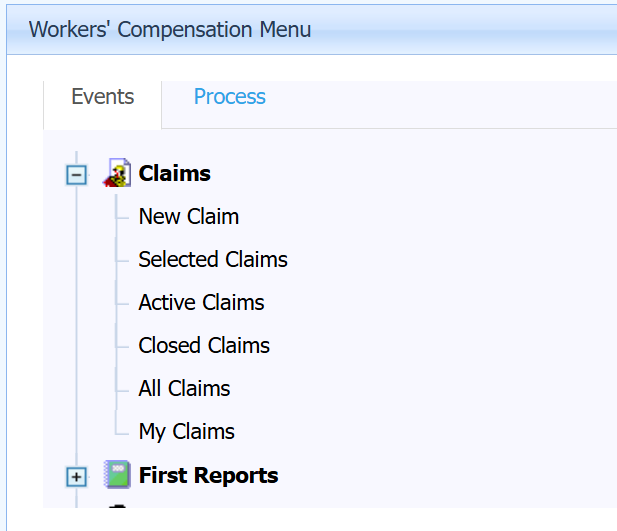 Workers' Compensation Menu
Events Process
Claims
New Claim
Selected Claims
Active Claims
Closed Claims
All Claims
My Claims
First Reports